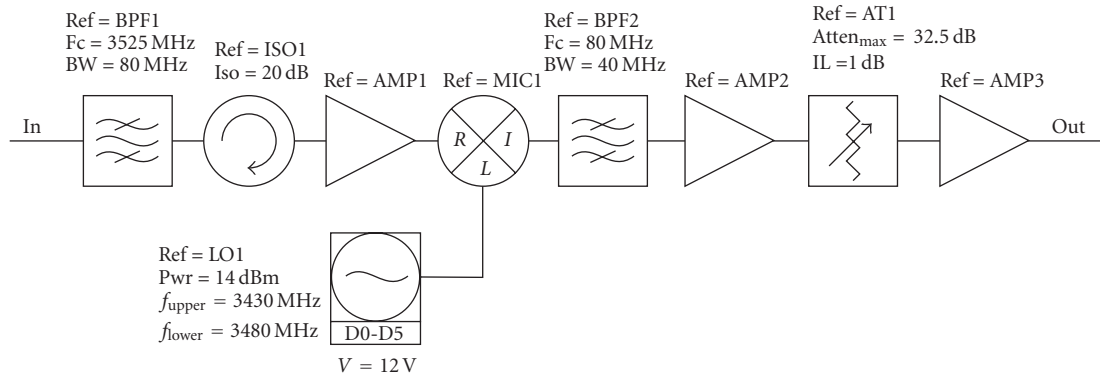 Ref = BPF1
Fc = 3525 MHz
BW = 80 MHz
Ref = ISO1
Iso = 20 dB
Ref = AMP1
Ref = MIC1
Ref = BPF2
Fc = 80 MHz
BW = 40 MHz
Ref = AMP2
Ref = AT1
Atten_max = 32.5 dB
IL =1 dB
Ref = AMP3
In
R
I
L
Out
Ref = LO1
Pwr = 14 dBm
f_upper = 3430 MHz
f_lower = 3480 MHz
D0-D5
V = 12 V